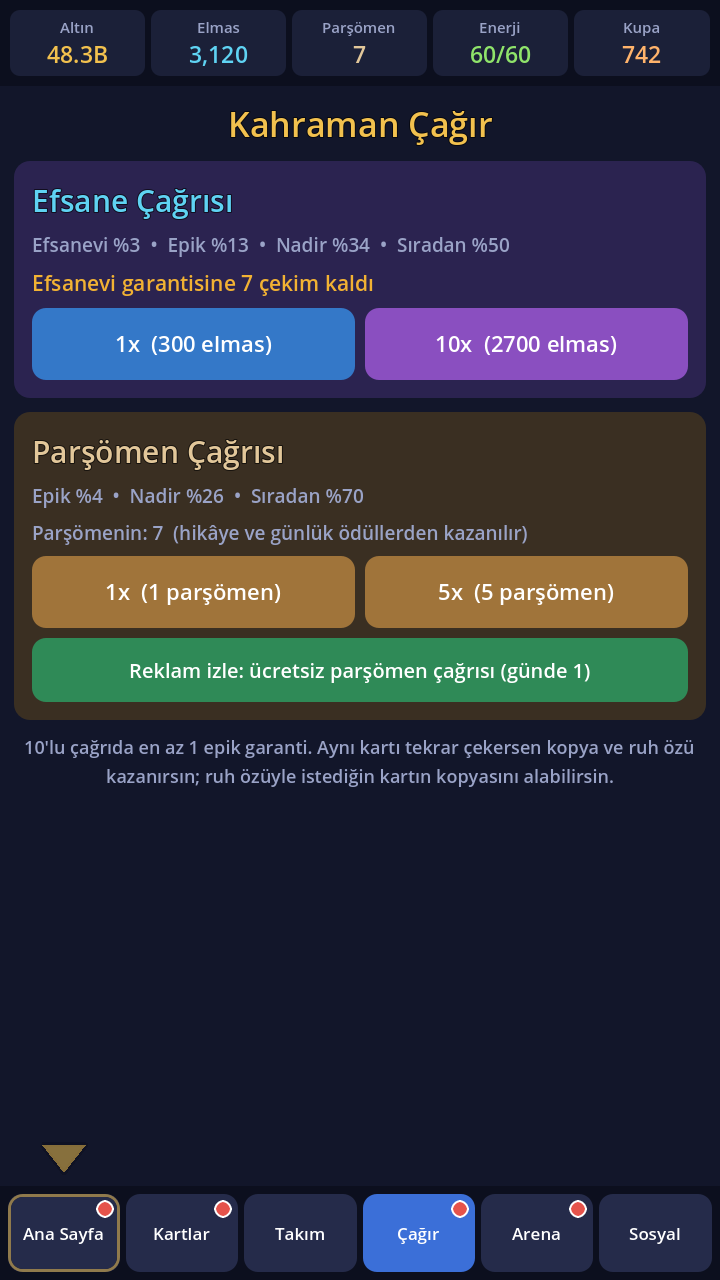 Altın Elmas Parşömen Enerji Kupa
48.3B 3,120 7 60/60 742
Kahraman Çağır
Efsane Çağrısı
Efsanevi %3 • Epik %13 • Nadir %34 • Sıradan %50
Efsanevi garantisine 7 çekim kaldı
1x (300 elmas) 10x (2700 elmas)
Parşömen Çağrısı
Epik %4 • Nadir %26 • Sıradan %70
Parşömenin: 7 (hikâye ve günlük ödüllerden kazanılır)
1x (1 parşömen) 5x (5 parşömen)
Reklam izle: ücretsiz parşömen çağrısı (günde 1)
10'lu çağrıda en az 1 epik garanti. Aynı kartı tekrar çekersen kopya ve ruh özü
kazanırsın; ruh özüyle istediğin kartın kopyasını alabilirsin.
Ana Sayfa Kartlar Takım Çağır Arena Sosyal